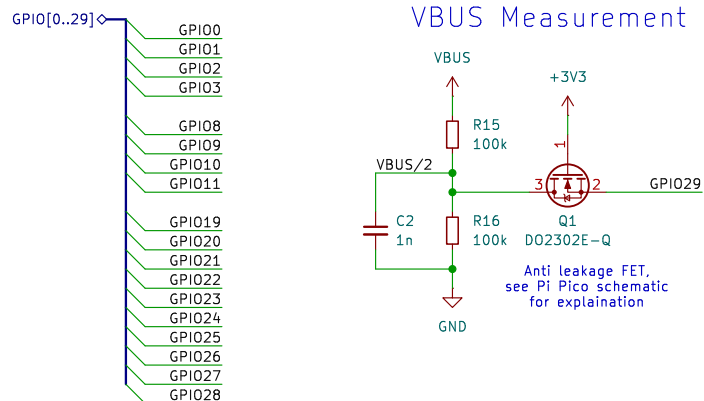 GPIO[0..29]
GPIO0
GPIO1
GPIO2
GPIO3
GPIO8
GPIO9
GPIO10
GPIO11
GPIO19
GPIO20
GPIO21
GPIO22
GPIO23
GPIO24
GPIO25
GPIO26
GPIO27
GPIO28
VBUS Measurement
VBUS
+3V3
R15
100k
1
VBUS/2
3
2
GPIO29
C2
1n
R16
100k
Q1
DO2302E-Q
Anti leakage FET,
see Pi Pico schematic
for explaination
GND